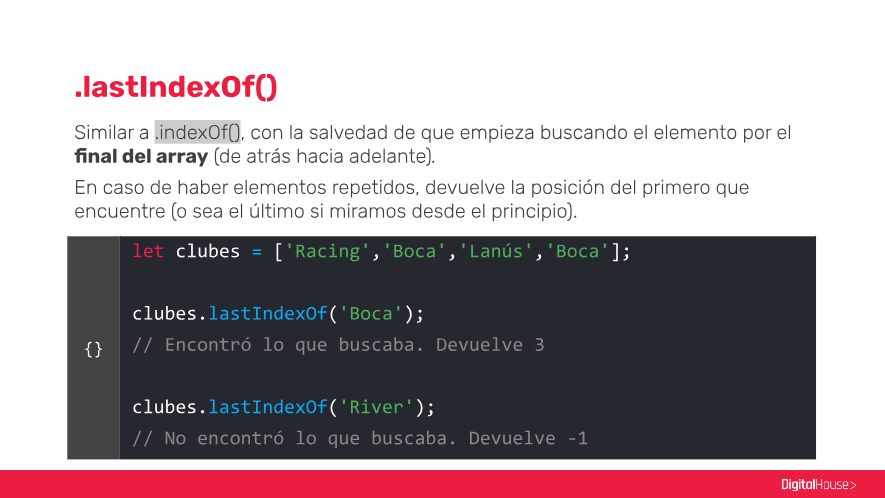 .lastIndexOf()
Similar a .indexOf(), con la salvedad de que empieza buscando el elemento por el
final del array (de atrás hacia adelante).
En caso de haber elementos repetidos, devuelve la posición del primero que
encuentre (o sea el último si miramos desde el principio).
let clubes = ['Racing','Boca','Lanús','Boca'];
clubes.lastIndexOf('Boca');
{}
// Encontró lo que buscaba. Devuelve 3
clubes.lastIndexOf('River');
// No encontró lo que buscaba. Devuelve -1
DigitalHouse>